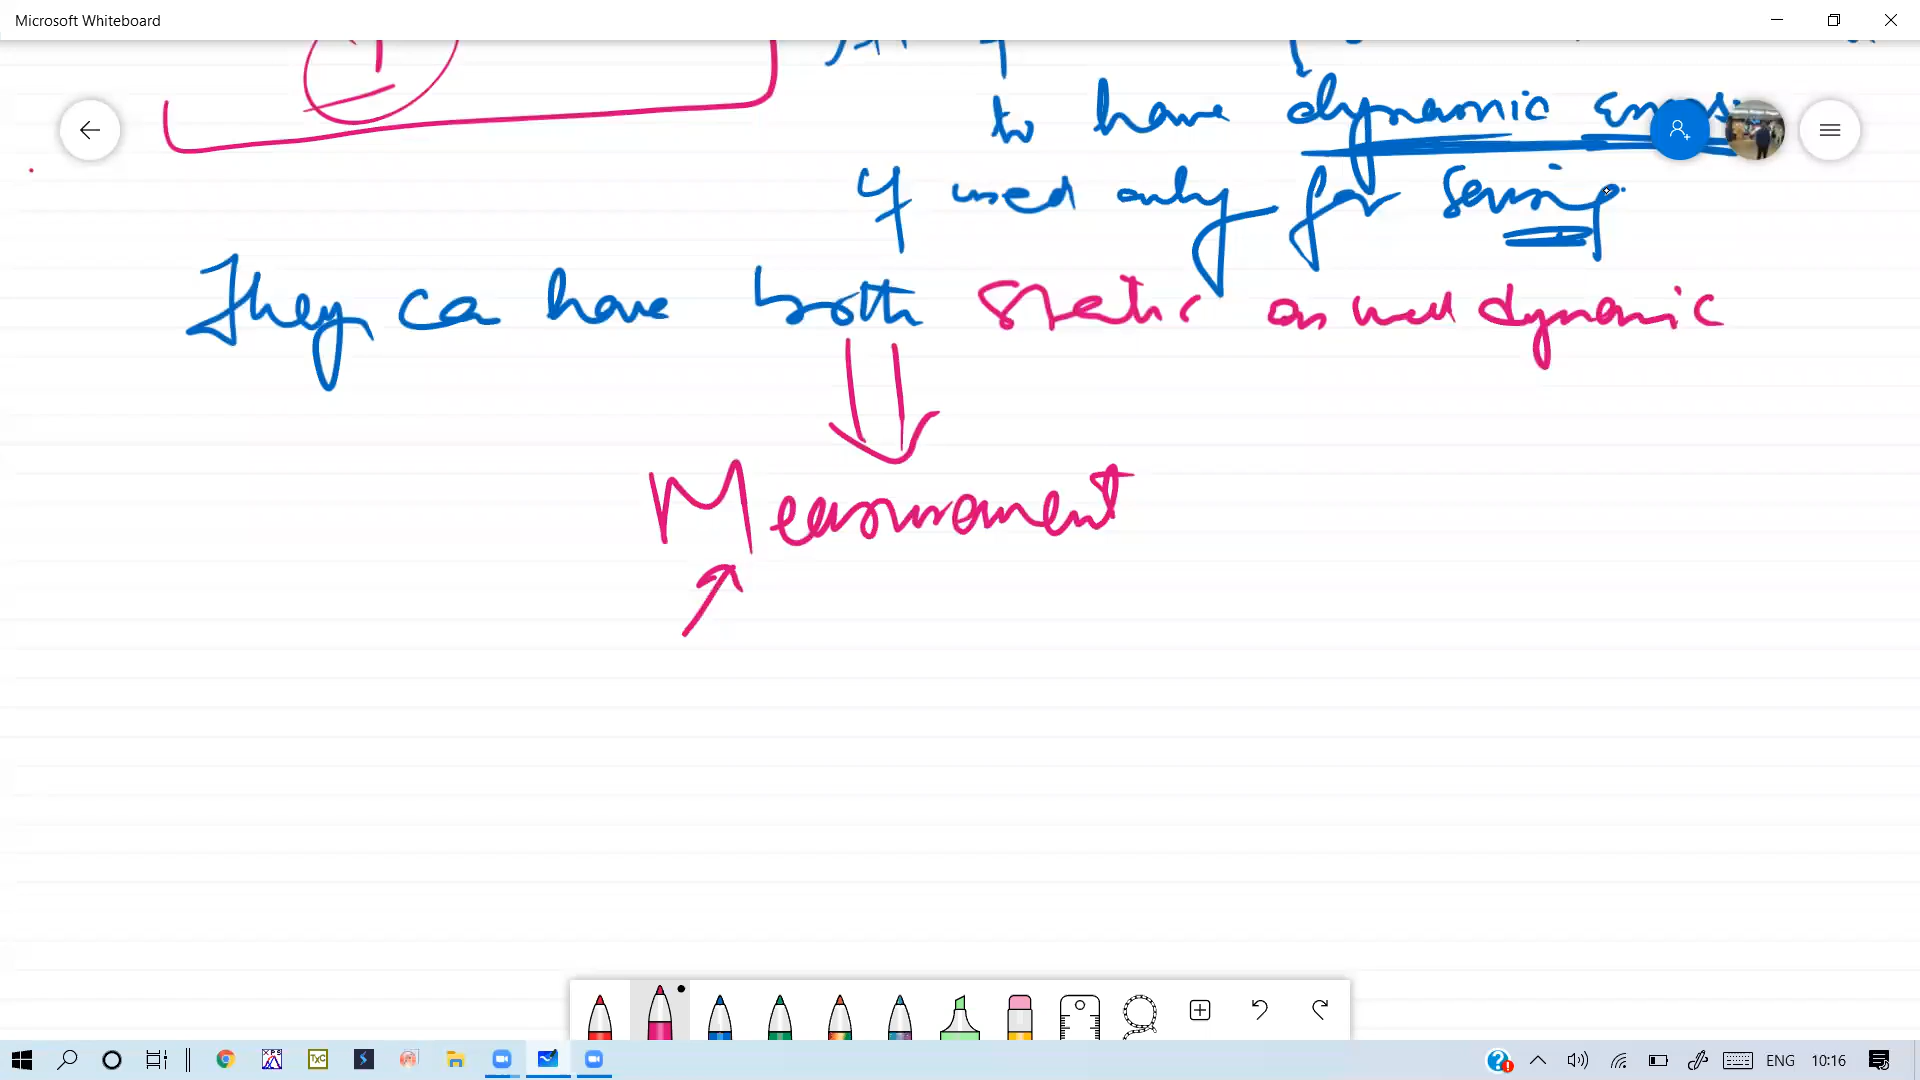 Microsoft Whiteboard
to have dynamic
If used only for sensing
They ca have both static as well dynamic
Measurement
ENG 10:16